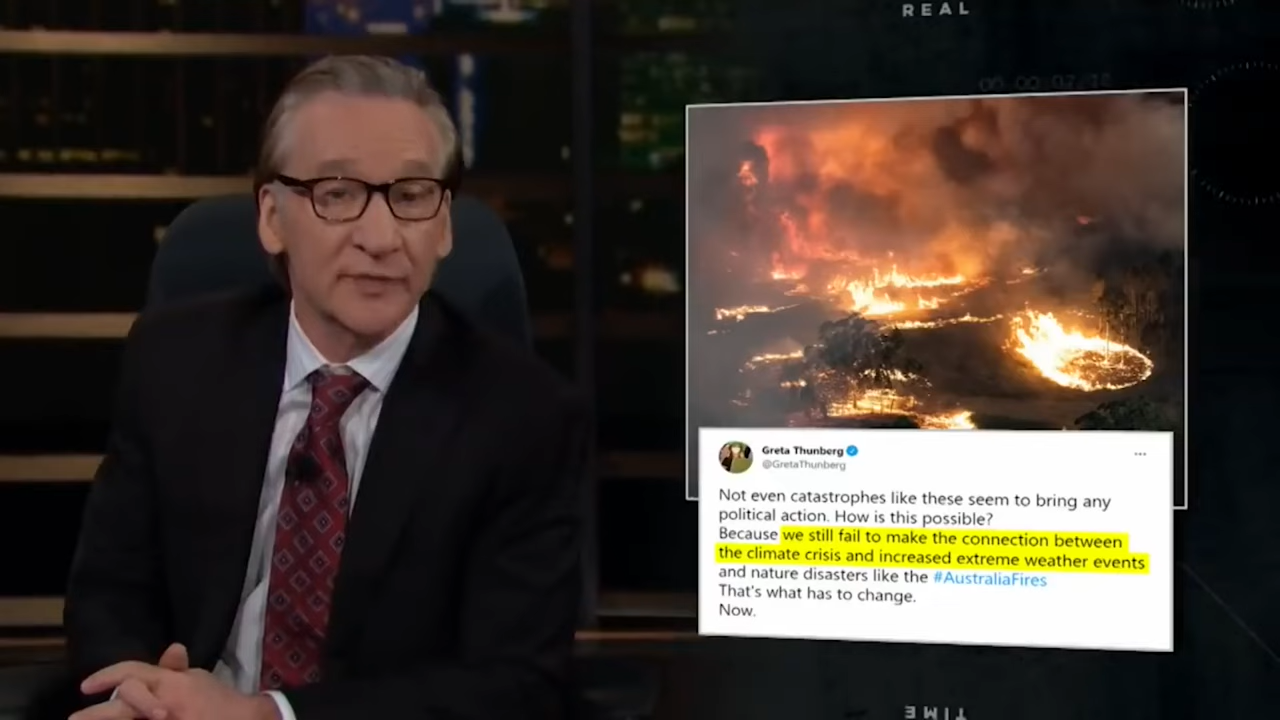 REAL
Greta Thunberg
@GretaThunberg
Not even catastrophes like these seem to bring any
political action. How is this possible?
Because we still fail to make the connection between
the climate crisis and increased extreme weather events
and nature disasters like the #AustraliaFires
That's what has to change.
Now.
TIME